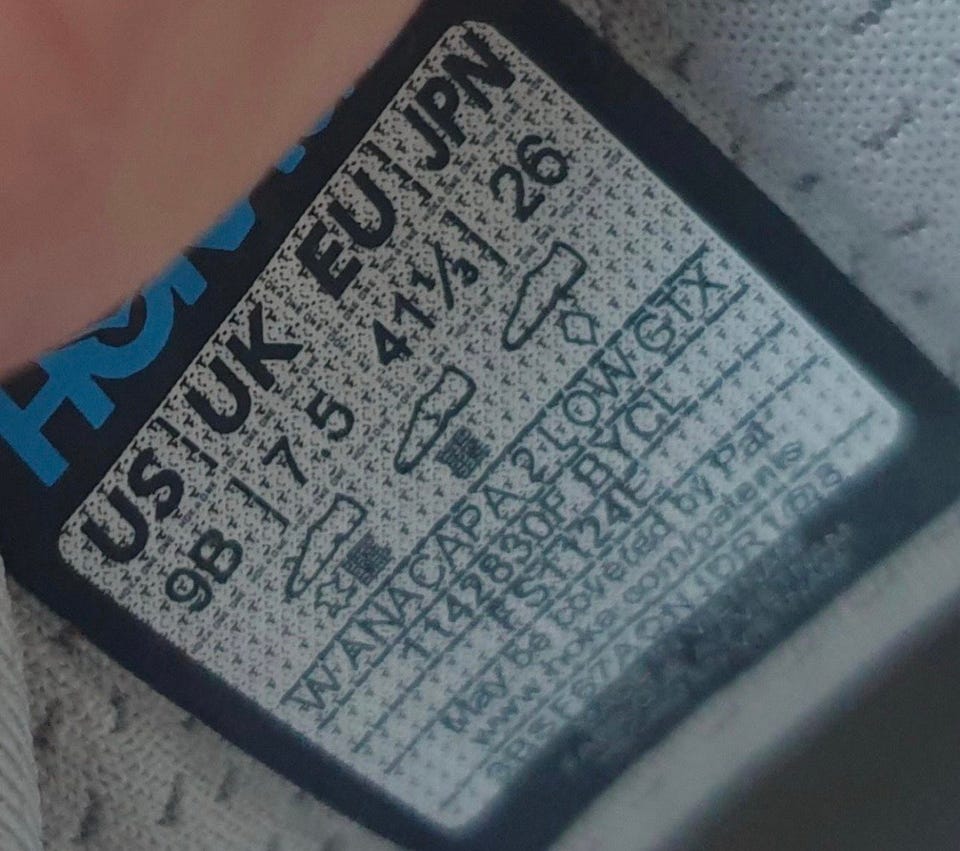 US UK EU JPN
9B 7.5 41⅓ 26
WANACAPA 2 LOW GTX
1142830F BYCL
FS1124E
May be covered by Pat
www.hoka.com/patents